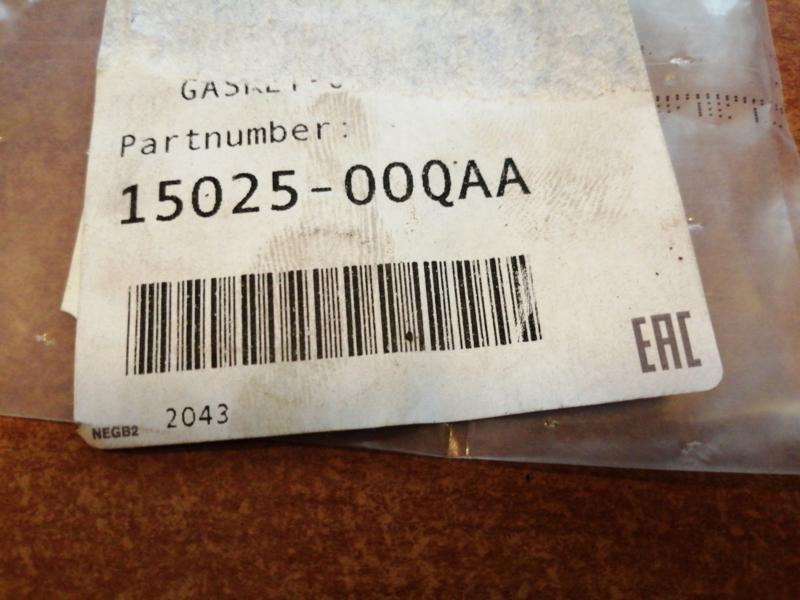 Partnumber:
15025-00QAA
EAC
2043
NEGB2